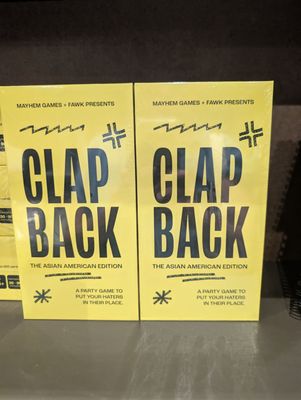 MAYHEM GAMES + FAWK PRESENTS
CLAP
BACK
THE ASIAN AMERICAN EDITION
A PARTY GAME TO
PUT YOUR HATERS
IN THEIR PLACE.
MAYHEM GAMES + FAWK PRESENTS
CLAP
BACK
THE ASIAN AMERICAN EDITION
A PARTY GAME TO
PUT YOUR HATERS
IN THEIR PLACE.